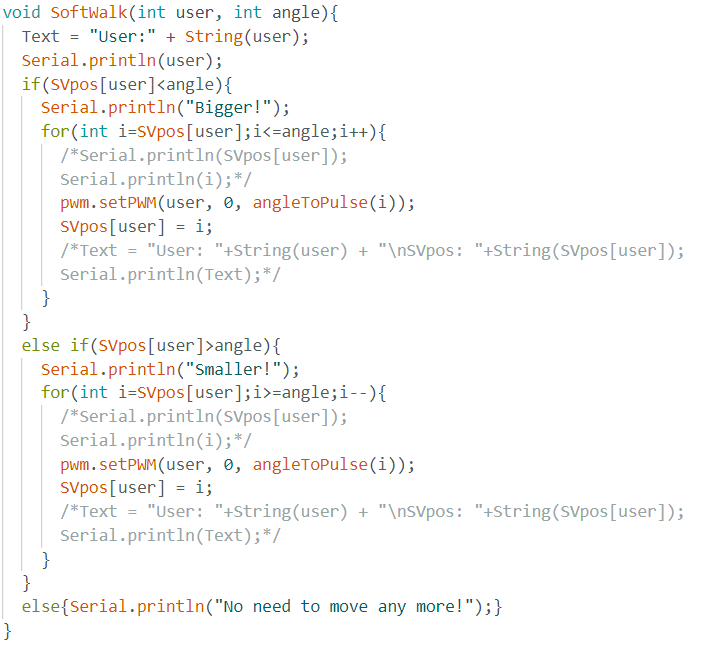 void SoftWalk(int user, int angle){
  Text = "User:" + String(user);
  Serial.println(user);
  if(SVpos[user]<angle){
    Serial.println("Bigger!");
    for(int i=SVpos[user];i<=angle;i++){
      /*Serial.println(SVpos[user]);
      Serial.println(i);*/
      pwm.setPWM(user, 0, angleToPulse(i));
      SVpos[user] = i;
      /*Text = "User: "+String(user) + "\nSVpos: "+String(SVpos[user]);
      Serial.println(Text);*/
    }
  }
  else if(SVpos[user]>angle){
    Serial.println("Smaller!");
    for(int i=SVpos[user];i>=angle;i--){
      /*Serial.println(SVpos[user]);
      Serial.println(i);*/
      pwm.setPWM(user, 0, angleToPulse(i));
      SVpos[user] = i;
      /*Text = "User: "+String(user) + "\nSVpos: "+String(SVpos[user]);
      Serial.println(Text);*/
    }
  }
  else{Serial.println("No need to move any more!");}
}